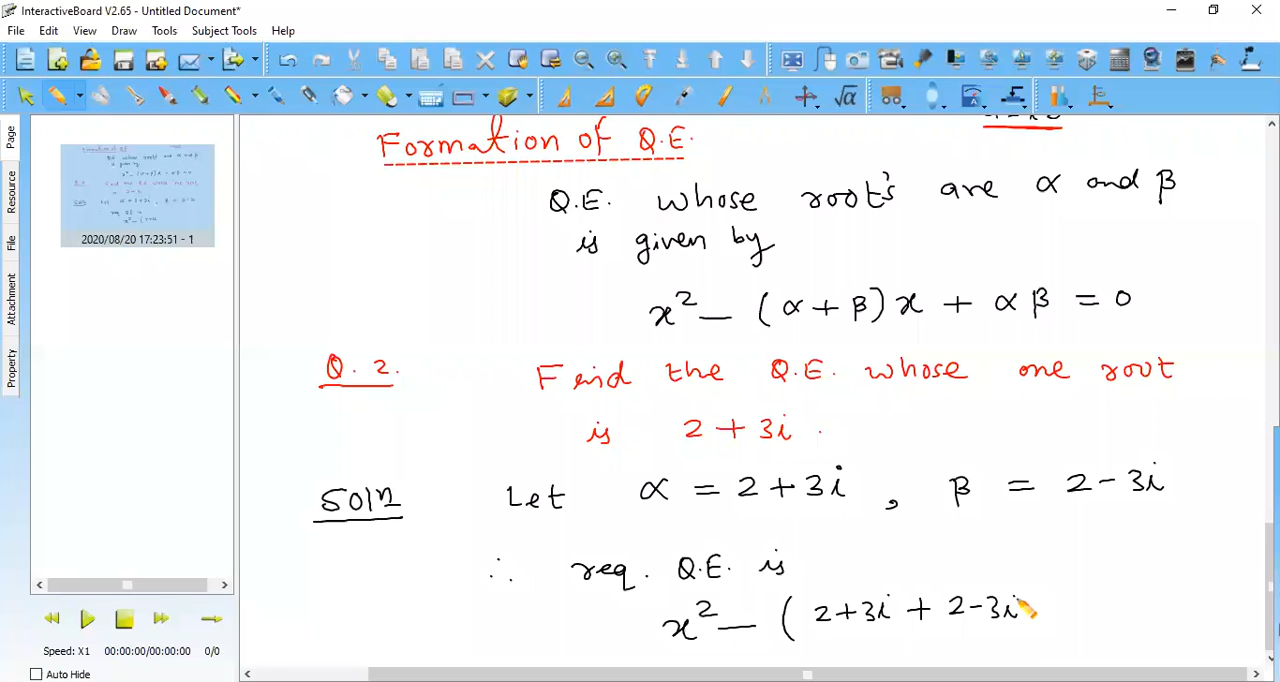 InteractiveBoard V2.65 - Untitled Document*
File Edit View Draw Tools Subject Tools Help
Page
Resource
File
Attachment
Property
2020/08/20 17:23:51 - 1
Speed: X1 00:00:00/00:00:00 0/0
Auto Hide
Formation of Q.E.
Q.E. whose root's are α and β
is given by
x² - (α + β)x + αβ = 0
Q. 2. Find the Q.E. whose one root
is 2 + 3i.
Soln Let α = 2 + 3i , β = 2 - 3i
∴ req. Q.E. is
x² - ( 2+3i + 2-3i